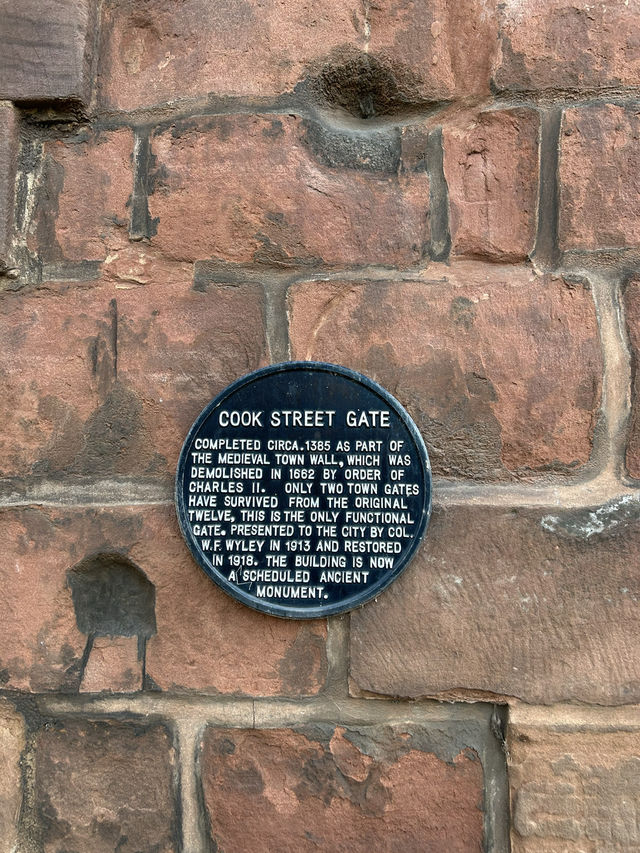 COOK STREET GATE
COMPLETED CIRCA.1385 AS PART OF
THE MEDIEVAL TOWN WALL, WHICH WAS
DEMOLISHED IN 1662 BY ORDER OF
CHARLES II. ONLY TWO TOWN GATES
HAVE SURVIVED FROM THE ORIGINAL
TWELVE, THIS IS THE ONLY FUNCTIONAL
GATE. PRESENTED TO THE CITY BY COL.
W.F. WYLEY IN 1913 AND RESTORED
IN 1918. THE BUILDING IS NOW
A SCHEDULED ANCIENT
MONUMENT.